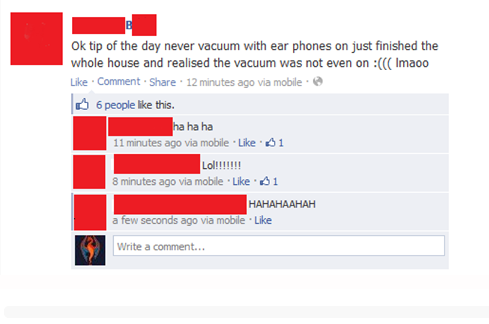 B
Ok tip of the day never vacuum with ear phones on just finished the
whole house and realised the vacuum was not even on :((( lmaoo
Like · Comment · Share · 12 minutes ago via mobile ·
6 people like this.
ha ha ha
11 minutes ago via mobile · Like · 1
Lol!!!!!!!
8 minutes ago via mobile · Like · 1
HAHAHAAHAH
a few seconds ago via mobile · Like
Write a comment...